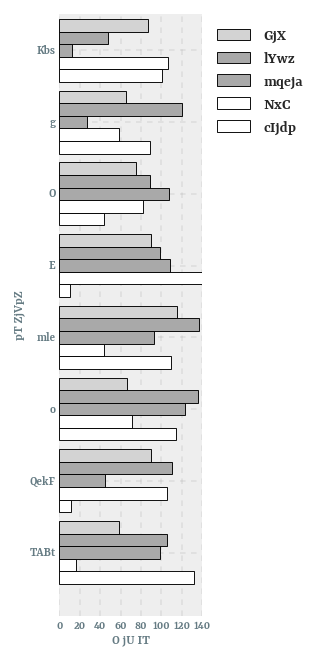 GjX
lYwz
mqeja
NxC
cIjdp
Kbs
g
O
E
mle
o
QekF
TABt
pT ZjVpZ
0 20 40 60 80 100 120 140
O jU IT